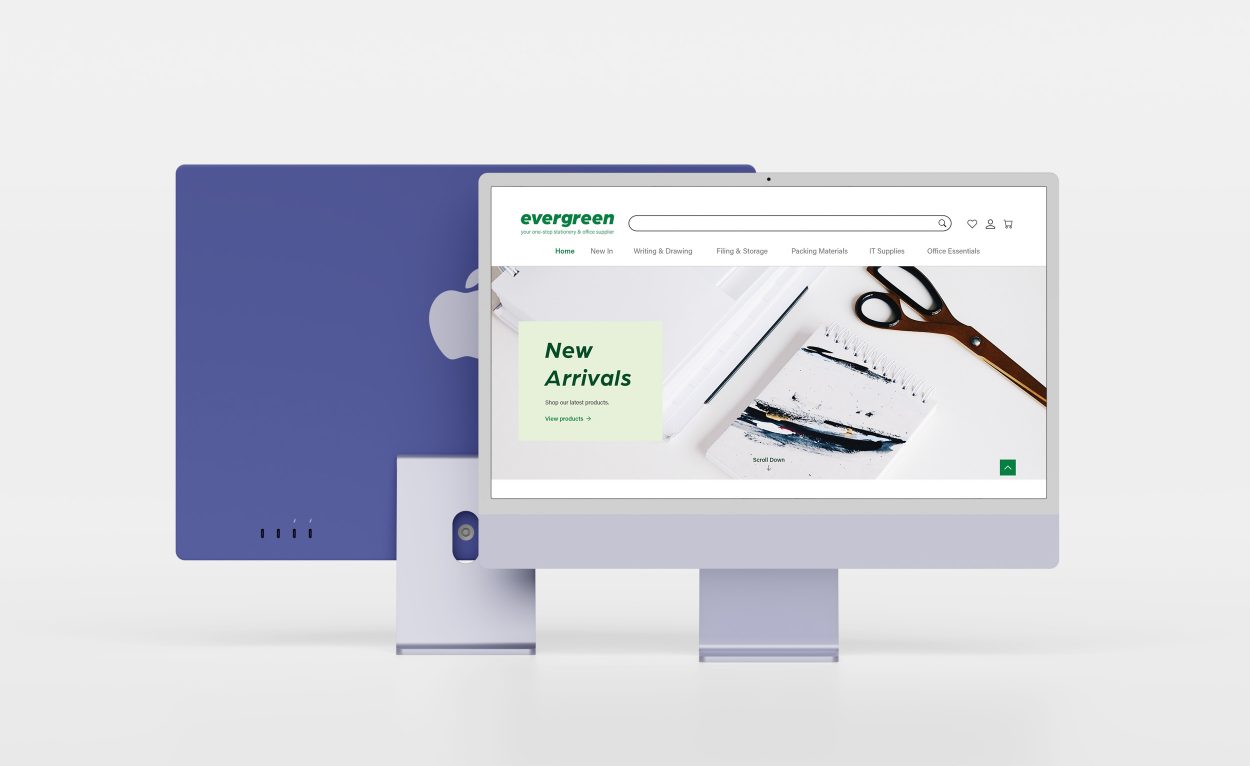 evergreen
your one-stop stationery & office supplier
Home New In Writing & Drawing Filing & Storage Packing Materials IT Supplies Office Essentials
New
Arrivals
Shop our latest products.
View products →
Scroll Down
↓